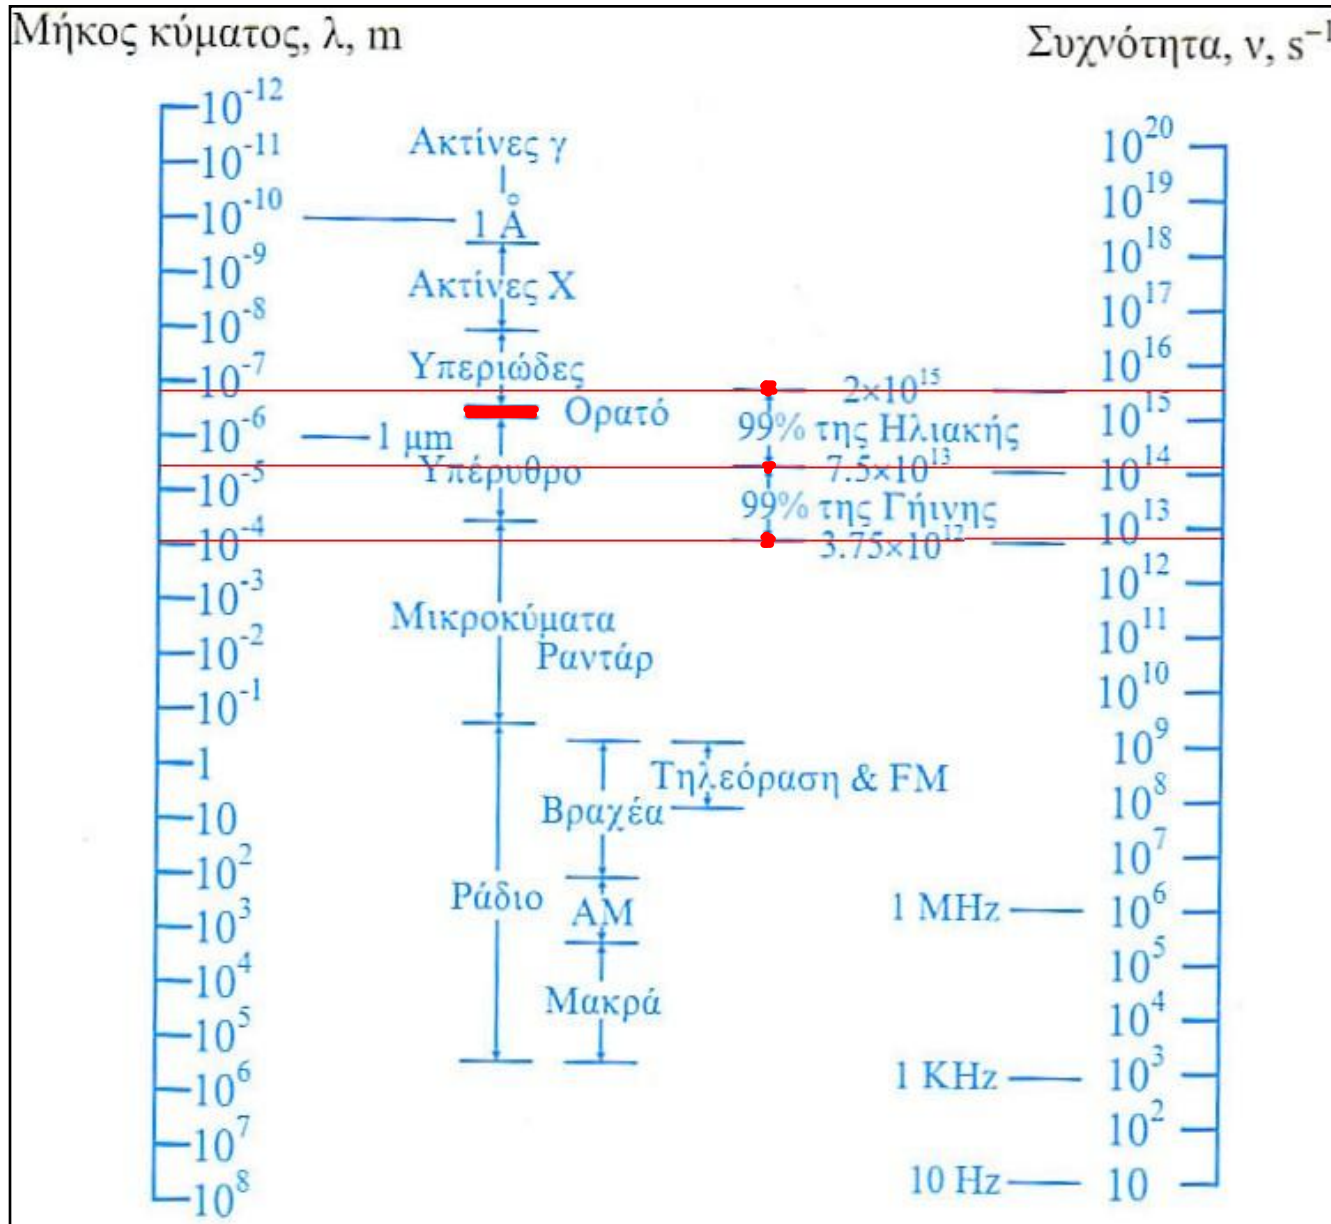 Μήκος κύματος, λ, m
Συχνότητα, ν, s⁻¹
10⁻¹²
10⁻¹¹
10⁻¹⁰
10⁻⁹
10⁻⁸
10⁻⁷
10⁻⁶
10⁻⁵
10⁻⁴
10⁻³
10⁻²
10⁻¹
1
10
10²
10³
10⁴
10⁵
10⁶
10⁷
10⁸
Ακτίνες γ
1 Å
Ακτίνες Χ
Υπεριώδες
Ορατό
1 μm
Υπέρυθρο
Μικροκύματα
Ραντάρ
Ράδιο
Βραχέα
ΑΜ
Μακρά
Τηλεόραση & FM
2×10¹⁵
99% της Ηλιακής
7.5×10¹³
99% της Γήινης
3.75×10¹²
1 MHz
1 KHz
10 Hz
10²⁰
10¹⁹
10¹⁸
10¹⁷
10¹⁶
10¹⁵
10¹⁴
10¹³
10¹²
10¹¹
10¹⁰
10⁹
10⁸
10⁷
10⁶
10⁵
10⁴
10³
10²
10